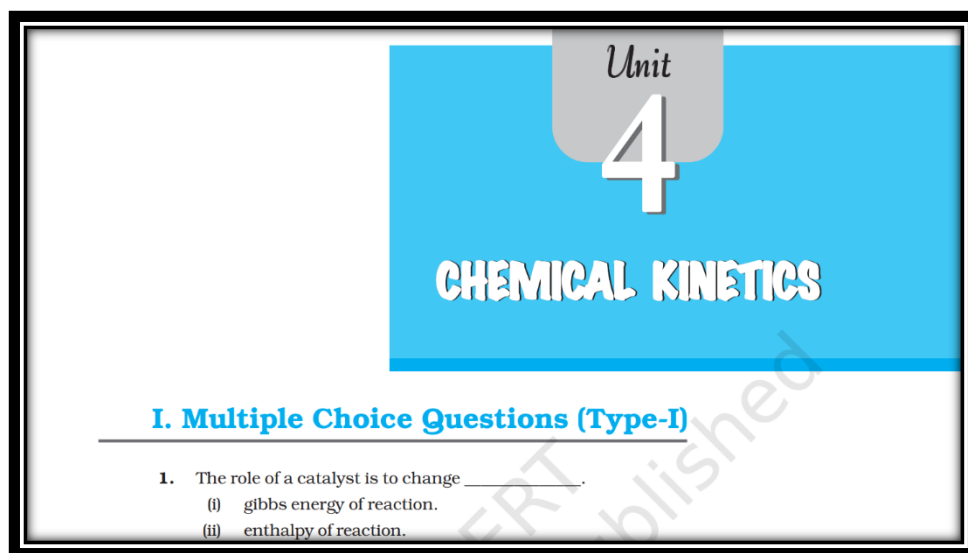 Unit
4
CHEMICAL KINETICS
I. Multiple Choice Questions (Type-I)
1. The role of a catalyst is to change ______________.
(i) gibbs energy of reaction.
(ii) enthalpy of reaction.